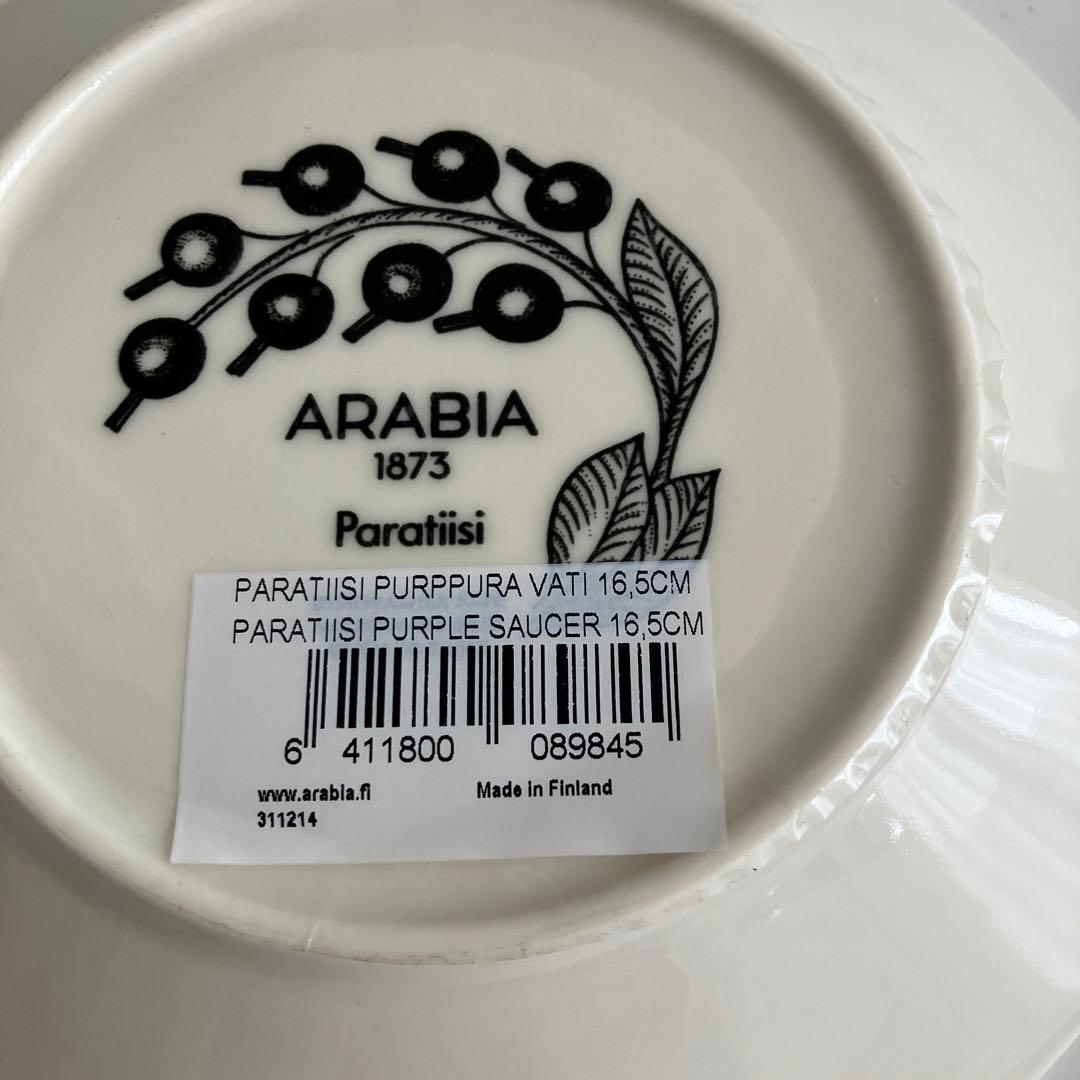 ARABIA
1873
Paratiisi
PARATIISI PURPPURA VATI 16,5CM
PARATIISI PURPLE SAUCER 16,5CM
6 411800 089845
www.arabia.fi Made in Finland
311214